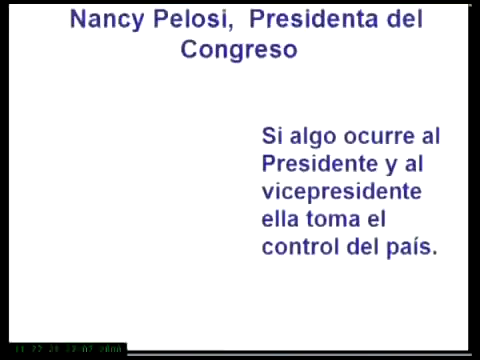 Nancy Pelosi, Presidenta del
Congreso
Si algo ocurre al
Presidente y al
vicepresidente
ella toma el
control del país.